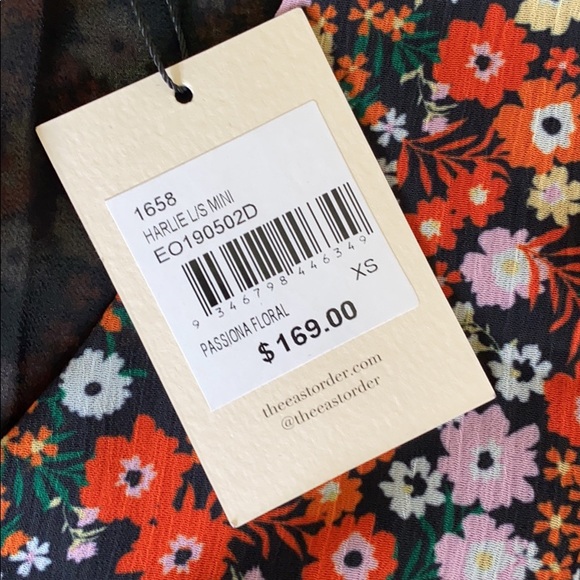 1658
HARLIE L/S MINI
EO190502D
9 346798 446349
XS
PASSIONA FLORAL
$169.00
theeastorder.com
@theeastorder